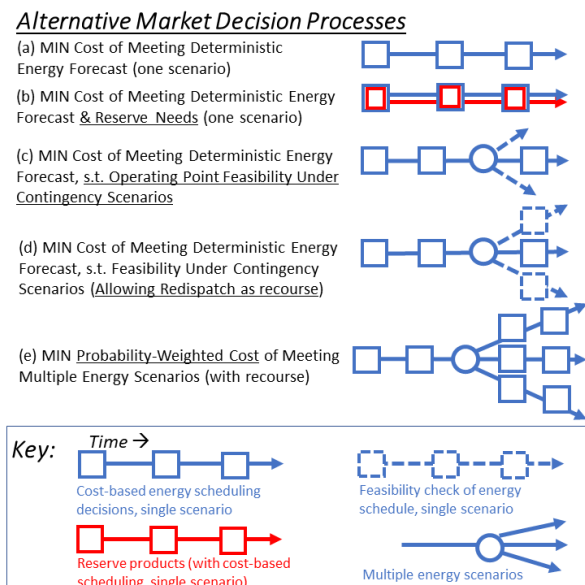 Alternative Market Decision Processes
(a) MIN Cost of Meeting Deterministic
Energy Forecast (one scenario)
(b) MIN Cost of Meeting Deterministic Energy
Forecast & Reserve Needs (one scenario)
(c) MIN Cost of Meeting Deterministic Energy
Forecast, s.t. Operating Point Feasibility Under
Contingency Scenarios
(d) MIN Cost of Meeting Deterministic Energy
Forecast, s.t. Feasibility Under Contingency
Scenarios (Allowing Redispatch as recourse)
(e) MIN Probability-Weighted Cost of Meeting
Multiple Energy Scenarios (with recourse)
Key:
Time →
Cost-based energy scheduling
decisions, single scenario
Feasibility check of energy
schedule, single scenario
Reserve products (with cost-based
scheduling, single scenario)
Multiple energy scenarios